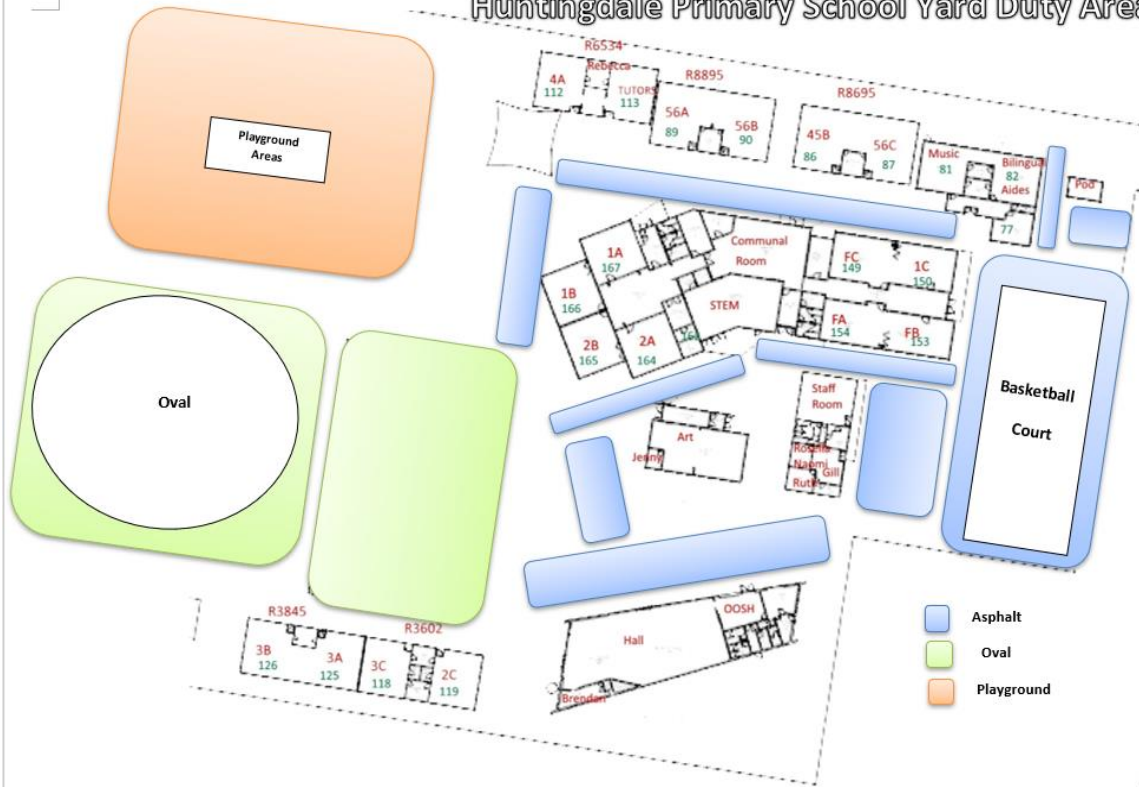 Huntingdale Primary School Yard Duty Area
R6534
Rebecca
4A
112
TUTORS
113
R8895
56A
89
56B
90
R8695
45B
86
56C
87
Music
81
Bilingual
82
Aides
77
Pod
Playground
Areas
1A
167
1B
166
2B
165
2A
164
Communal
Room
STEM
FC
149
1C
150
FA
154
FB
153
Oval
Staff
Room
Art
Jenny
Naomi
Gill
Ruth
Basketball
Court
R3845
3B
126
3A
125
R3602
3C
118
2C
119
OOSH
Hall
Brendan
Asphalt
Oval
Playground